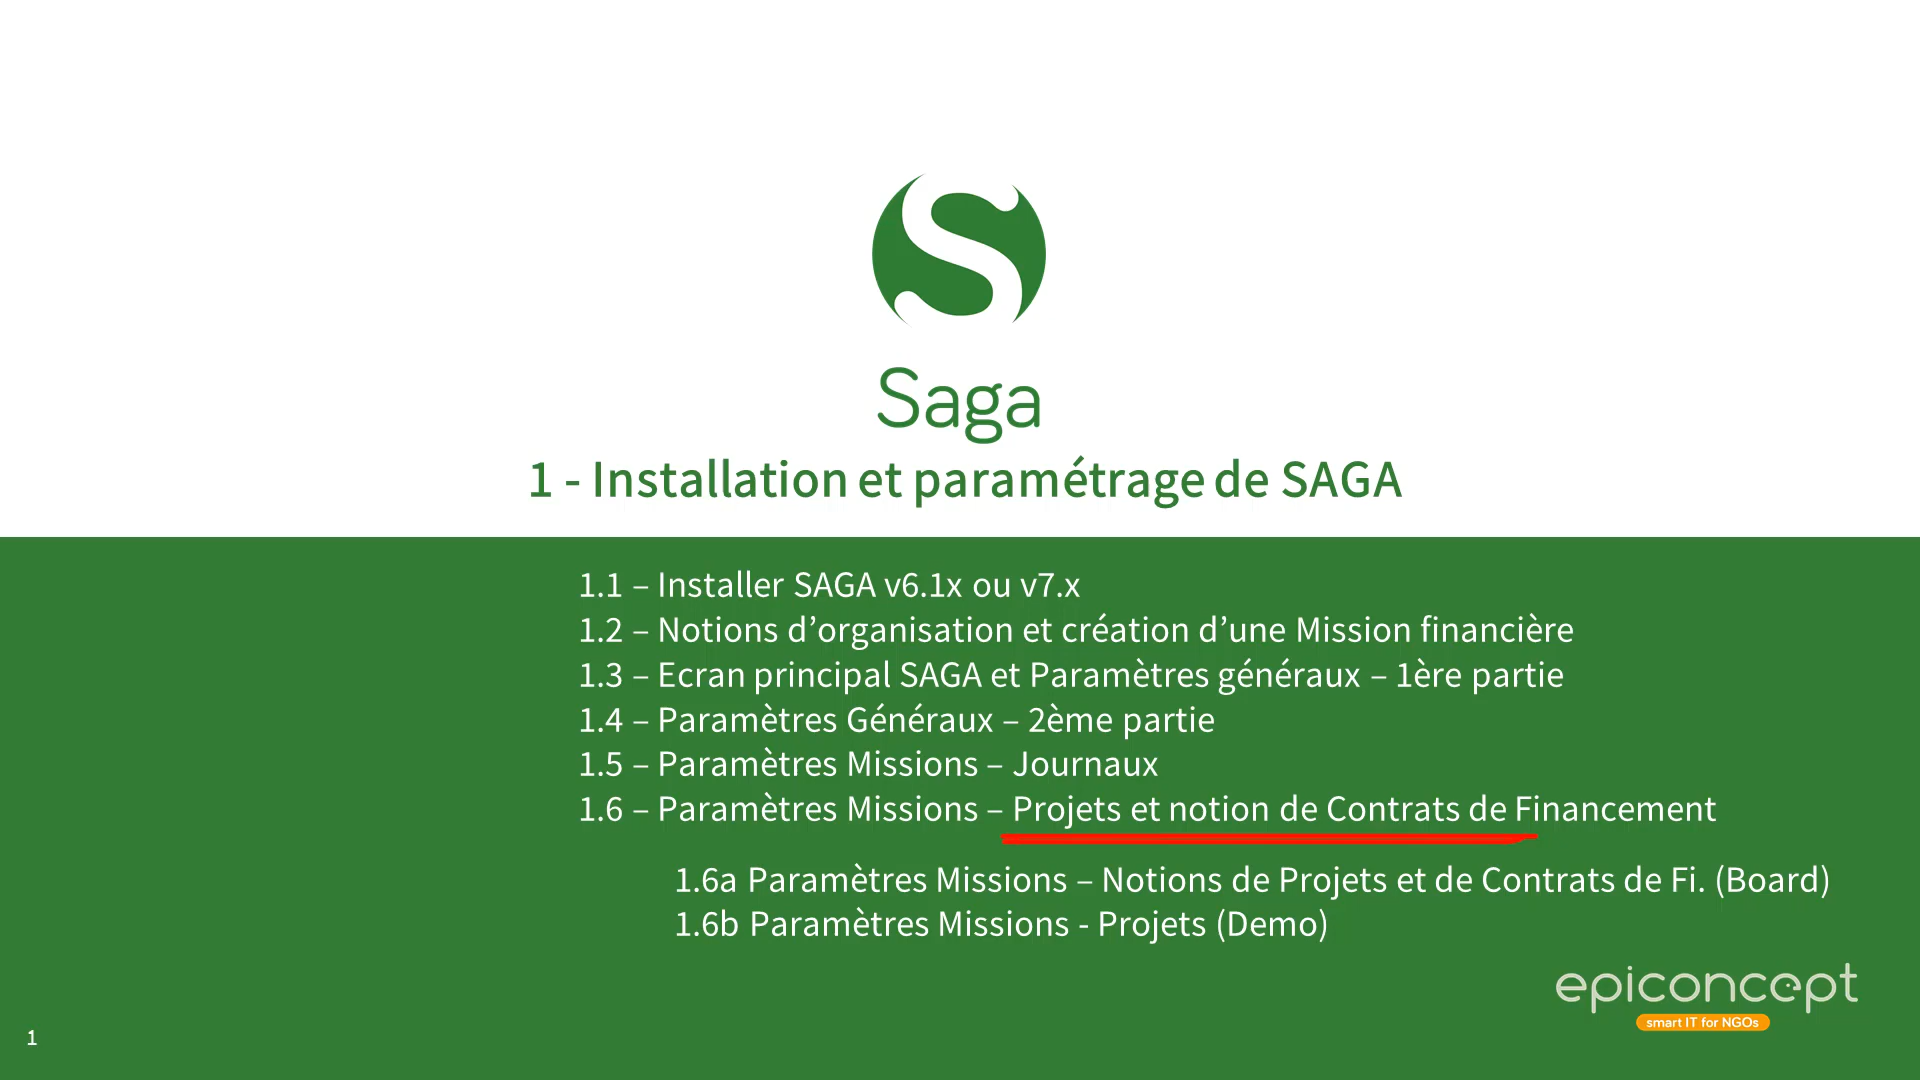 Saga
1 - Installation et paramétrage de SAGA
1.1 – Installer SAGA v6.1x ou v7.x
1.2 – Notions d’organisation et création d’une Mission financière
1.3 – Ecran principal SAGA et Paramètres généraux – 1ère partie
1.4 – Paramètres Généraux – 2ème partie
1.5 – Paramètres Missions – Journaux
1.6 – Paramètres Missions – Projets et notion de Contrats de Financement
1.6a Paramètres Missions – Notions de Projets et de Contrats de Fi. (Board)
1.6b Paramètres Missions - Projets (Demo)
epiconcept
smart IT for NGOs
1